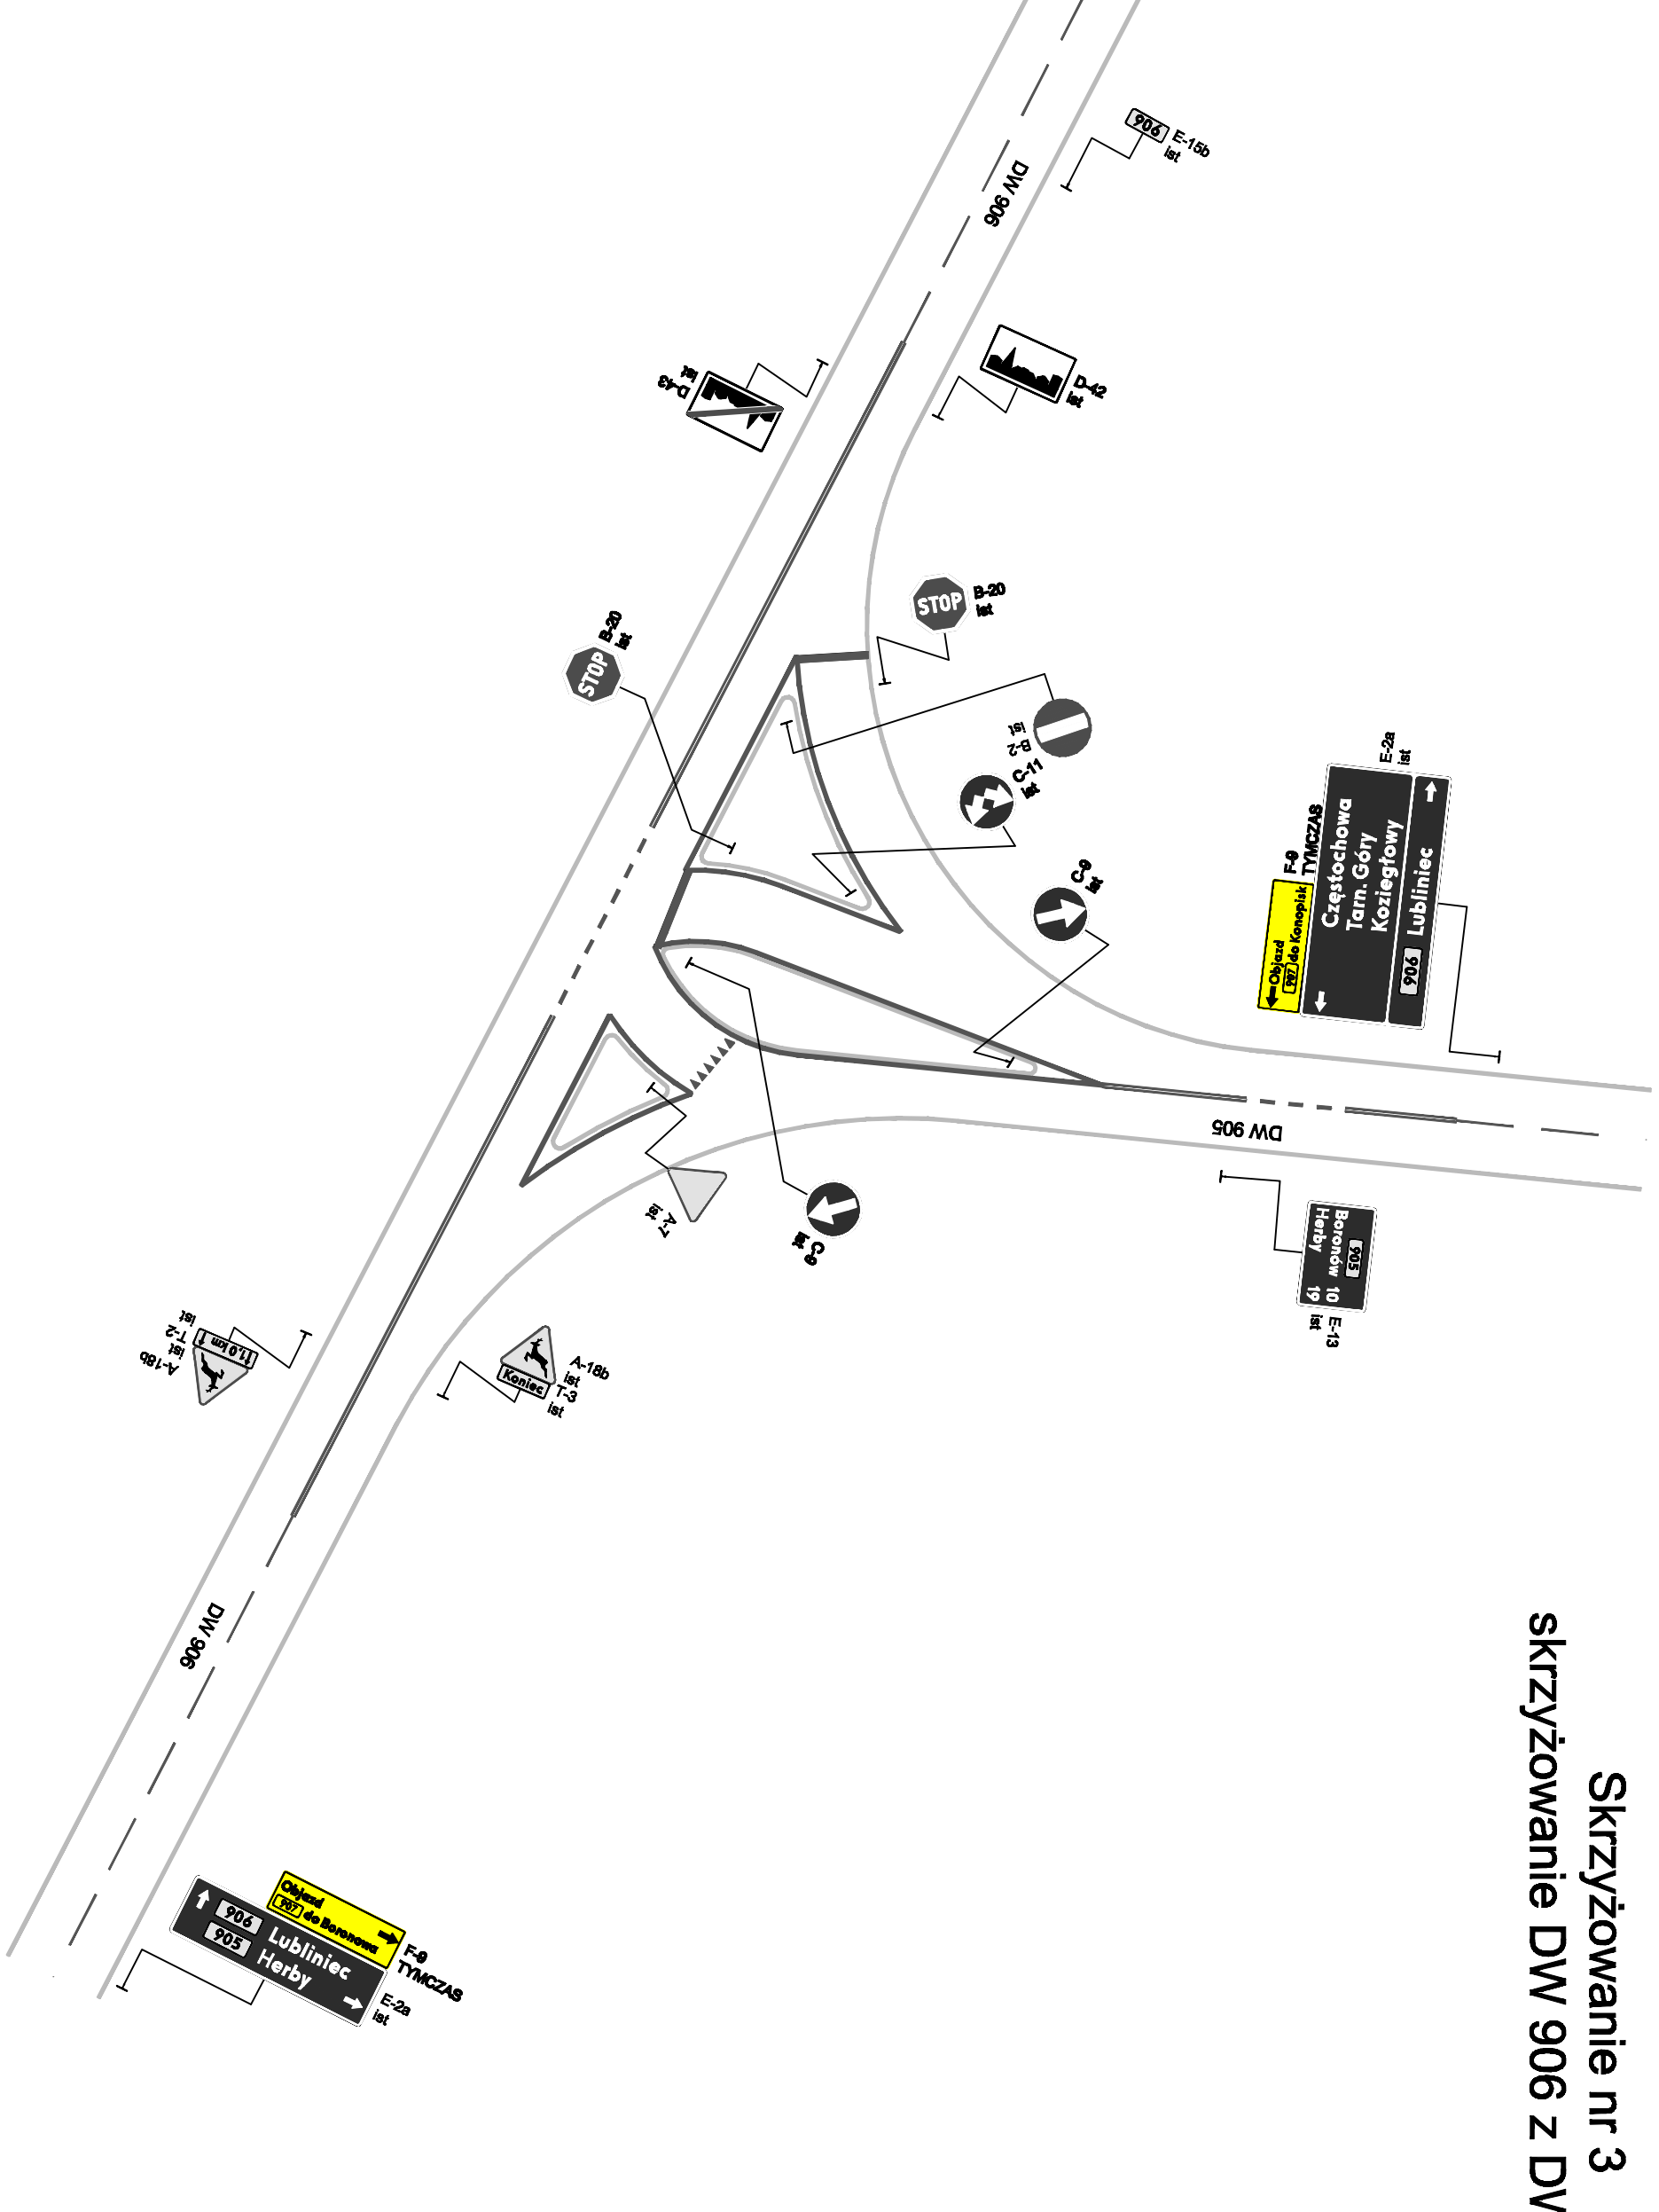 Skrzyżowanie nr 3
skrzyżowanie DW 906 z DW
906
E-15b
ist
DW 906
D-42
ist
D-43
ist
STOP
B-20
ist
STOP
B-20
ist
B-2
ist
C-11
ist
C-9
ist
E-2a
ist
Lubliniec 906
Częstochowa
Tarn. Góry
Koziegłowy
F-9
TYMCZAS
Objazd
907 do Konopisk
DW 905
905
Boronów 10
Herby 19
E-13
ist
A-7
ist
C-9
ist
A-18b
ist
T-2
ist
1,0 km
Koniec
A-18b
ist
T-3
ist
DW 906
Objazd
907 do Boronowa
F-9
TYMCZAS
906 Lubliniec
905 Herby
E-2a
ist